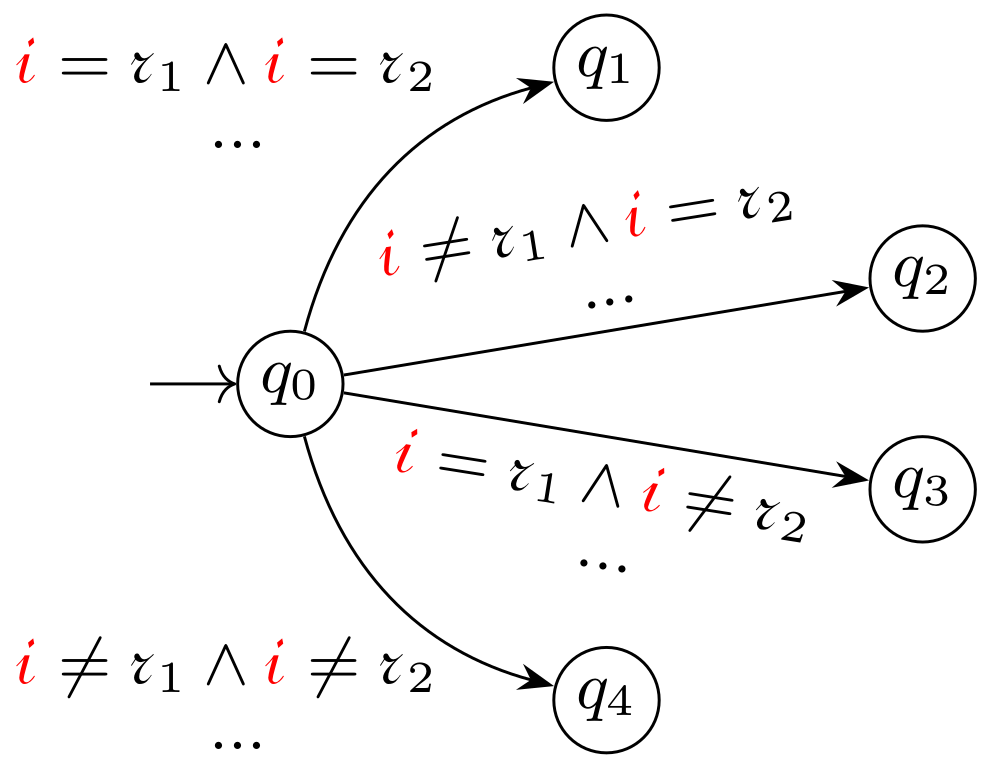 q₁
i = r₁ ∧ i = r₂
...
i ≠ r₁ ∧ i = r₂
...
q₂
q₀
i = r₁ ∧ i ≠ r₂
...
q₃
i ≠ r₁ ∧ i ≠ r₂
...
q₄